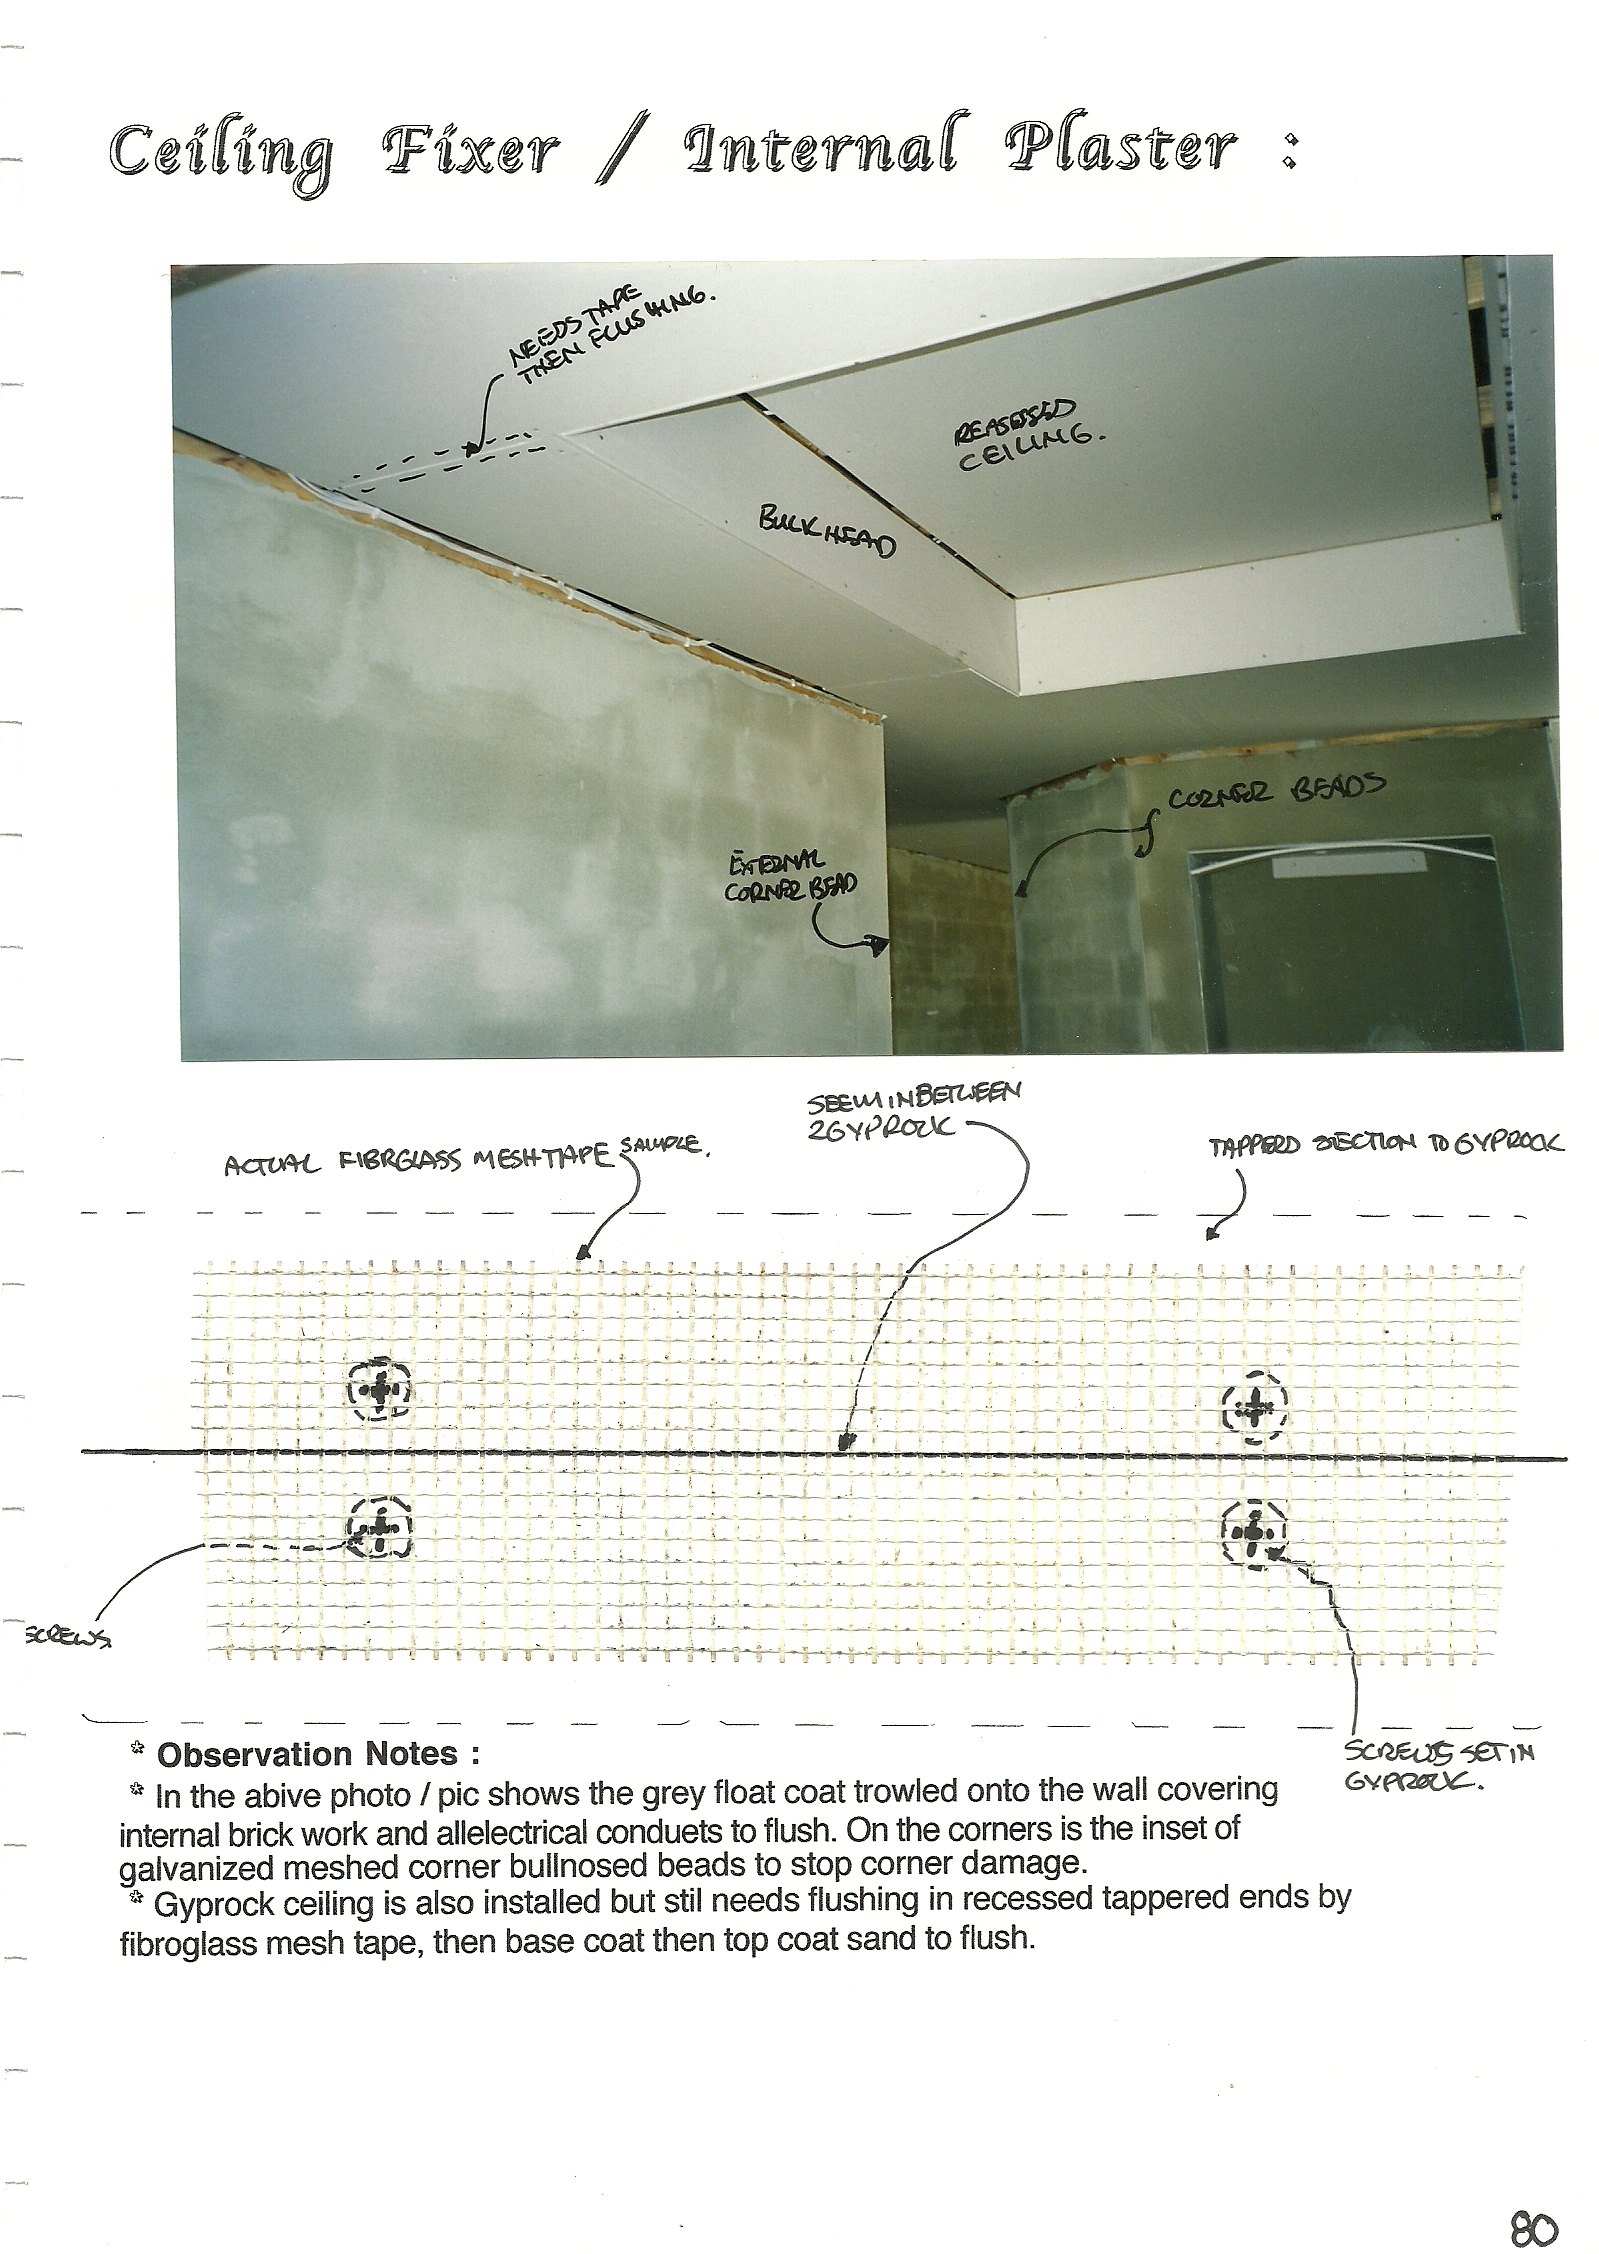 Ceiling Fixer / Internal Plaster :
NEEDS TAPE
THEN FLUSHING.
REASESSED
CEILING.
BULKHEAD
CORNER BEADS
EXTERNAL
CORNER BEAD
SEEM INBETWEEN
2 GYPROCK
ACTUAL FIBRGLASS MESH TAPE SAMPLE.
TAPPERD SECTION TO GYPROCK
SCREWS
SCREWS SET IN
GYPROCK.
* Observation Notes :
* In the abive photo / pic shows the grey float coat trowled onto the wall covering
internal brick work and allelectrical conduets to flush. On the corners is the inset of
galvanized meshed corner bullnosed beads to stop corner damage.
* Gyprock ceiling is also installed but stil needs flushing in recessed tappered ends by
fibroglass mesh tape, then base coat then top coat sand to flush.
80